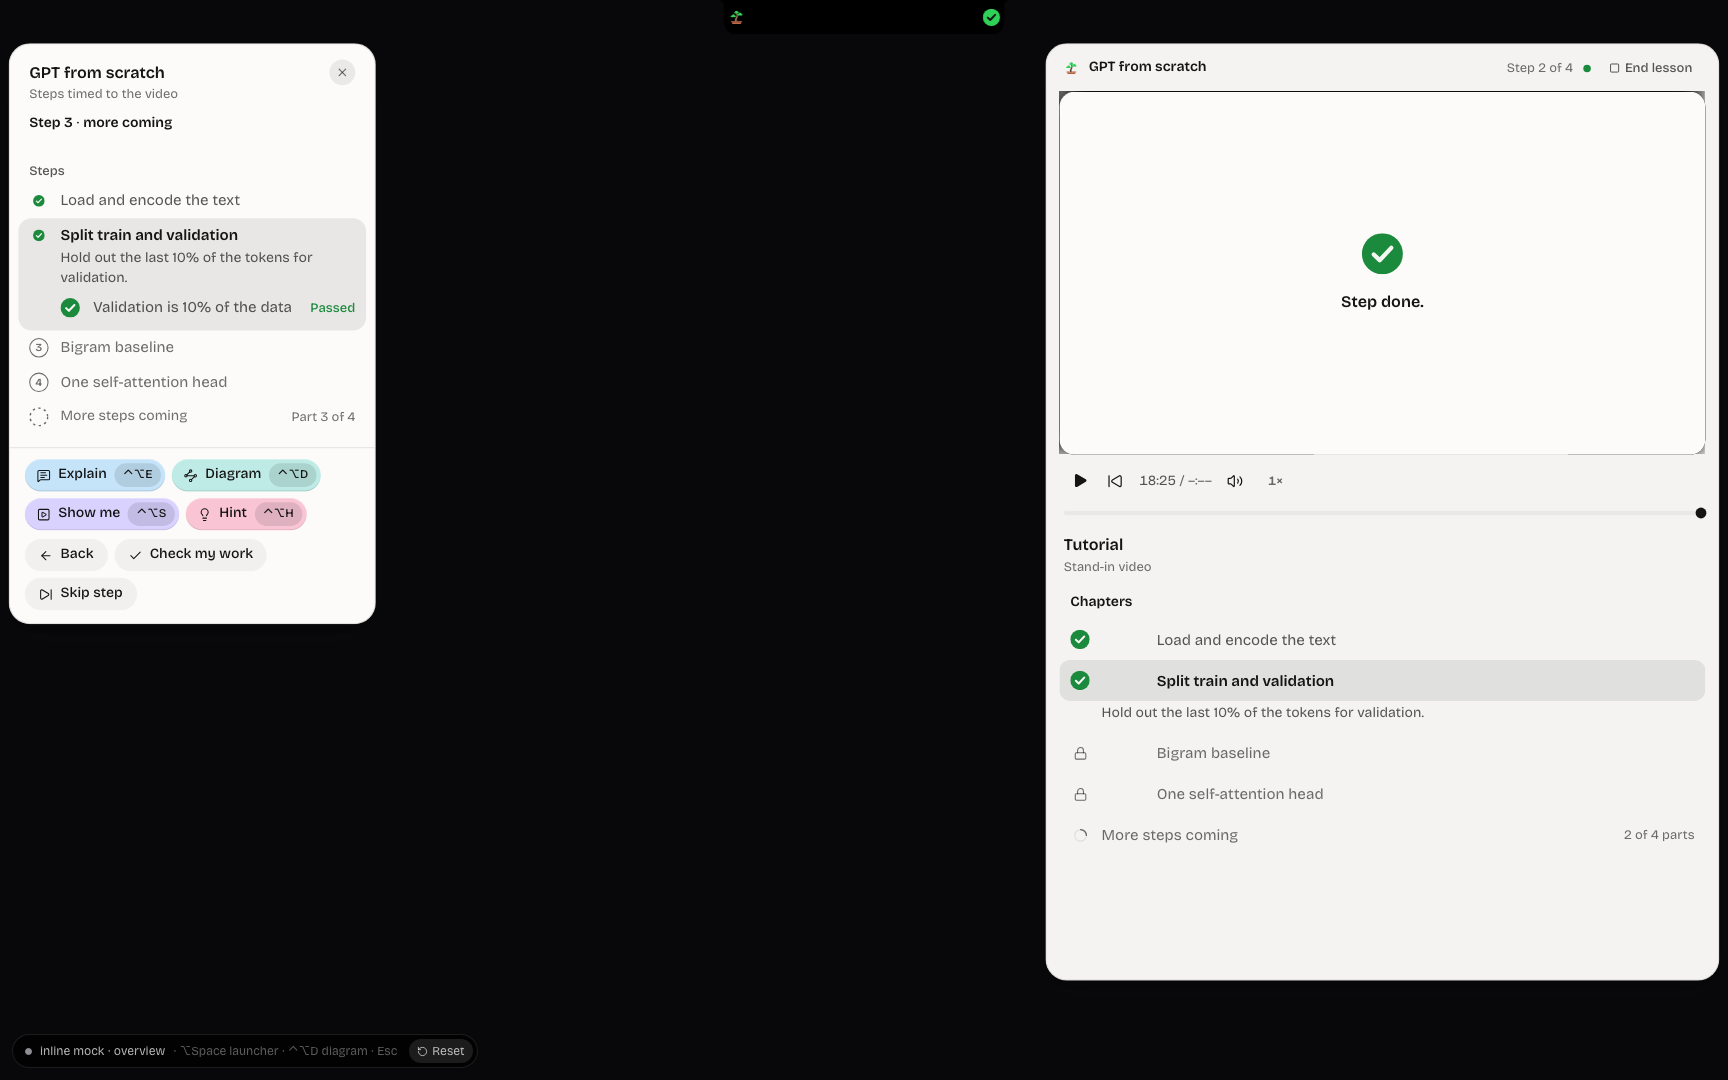 GPT from scratch
Steps timed to the video
Step 3 · more coming
Steps
Load and encode the text
Split train and validation
Hold out the last 10% of the tokens for
validation.
Validation is 10% of the data Passed
3 Bigram baseline
4 One self-attention head
More steps coming Part 3 of 4
Explain ^⌥E Diagram ^⌥D
Show me ^⌥S Hint ^⌥H
Back Check my work
Skip step
GPT from scratch Step 2 of 4 End lesson
Step done.
18:25 / –:–– 1×
Tutorial
Stand-in video
Chapters
Load and encode the text
Split train and validation
Hold out the last 10% of the tokens for validation.
Bigram baseline
One self-attention head
More steps coming 2 of 4 parts
inline mock · overview · ⌥Space launcher · ^⌥D diagram · Esc Reset